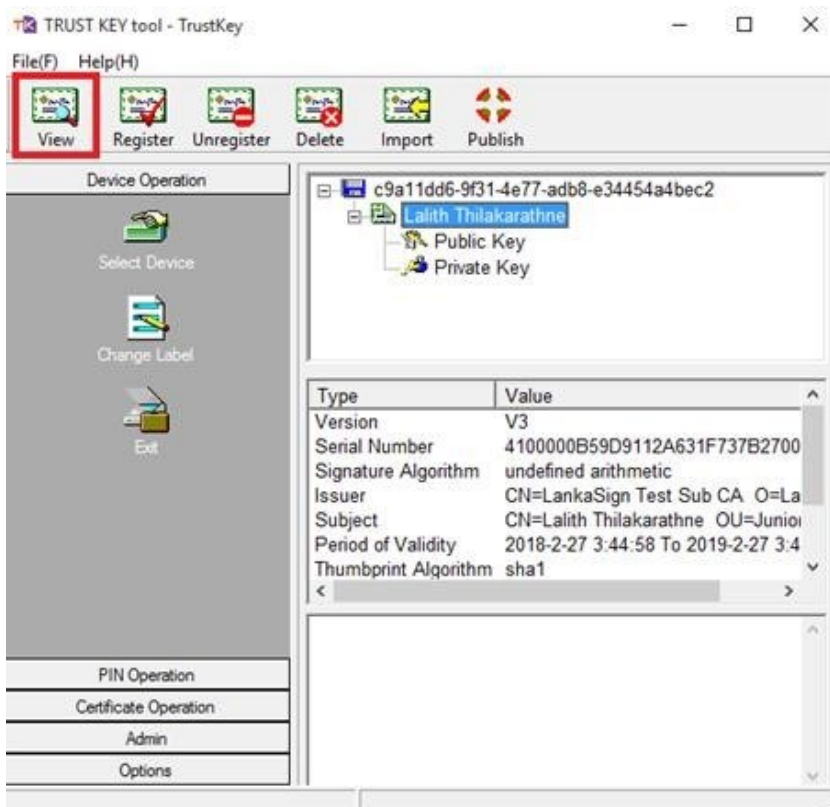 TRUST KEY tool - TrustKey
File(F) Help(H)
View Register Unregister Delete Import Publish
Device Operation
Select Device
Change Label
Exit
PIN Operation
Certificate Operation
Admin
Options
c9a11dd6-9f31-4e77-adb8-e34454a4bec2
Lalith Thilakarathne
Public Key
Private Key
Type Value
Version V3
Serial Number 4100000B59D9112A631F737B2700
Signature Algorithm undefined arithmetic
Issuer CN=LankaSign Test Sub CA O=La
Subject CN=Lalith Thilakarathne OU=Junior
Period of Validity 2018-2-27 3:44:58 To 2019-2-27 3:4
Thumbprint Algorithm sha1